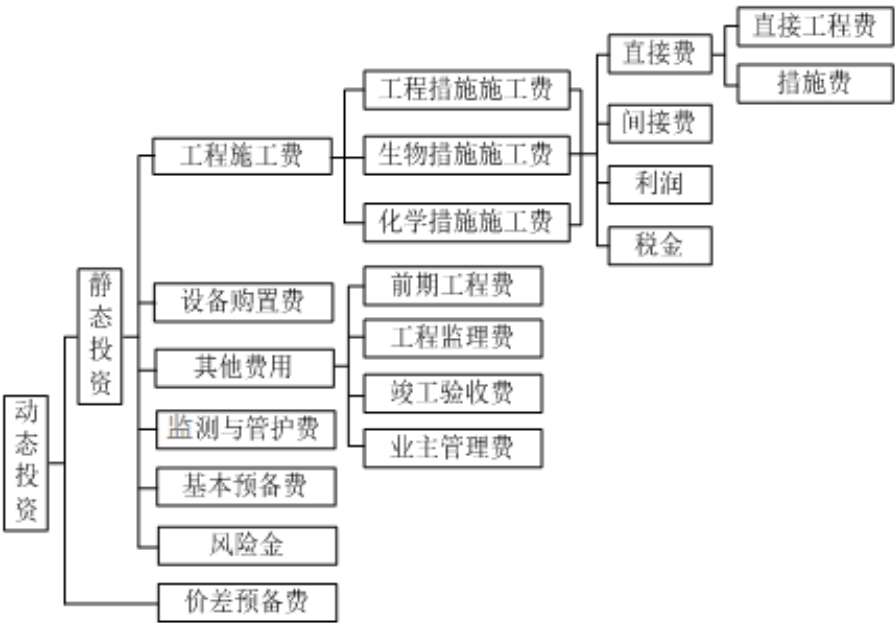 动态投资
静态投资
工程施工费
工程措施施工费
生物措施施工费
化学措施施工费
直接费
直接工程费
措施费
间接费
利润
税金
设备购置费
其他费用
前期工程费
工程监理费
竣工验收费
业主管理费
监测与管护费
基本预备费
风险金
价差预备费